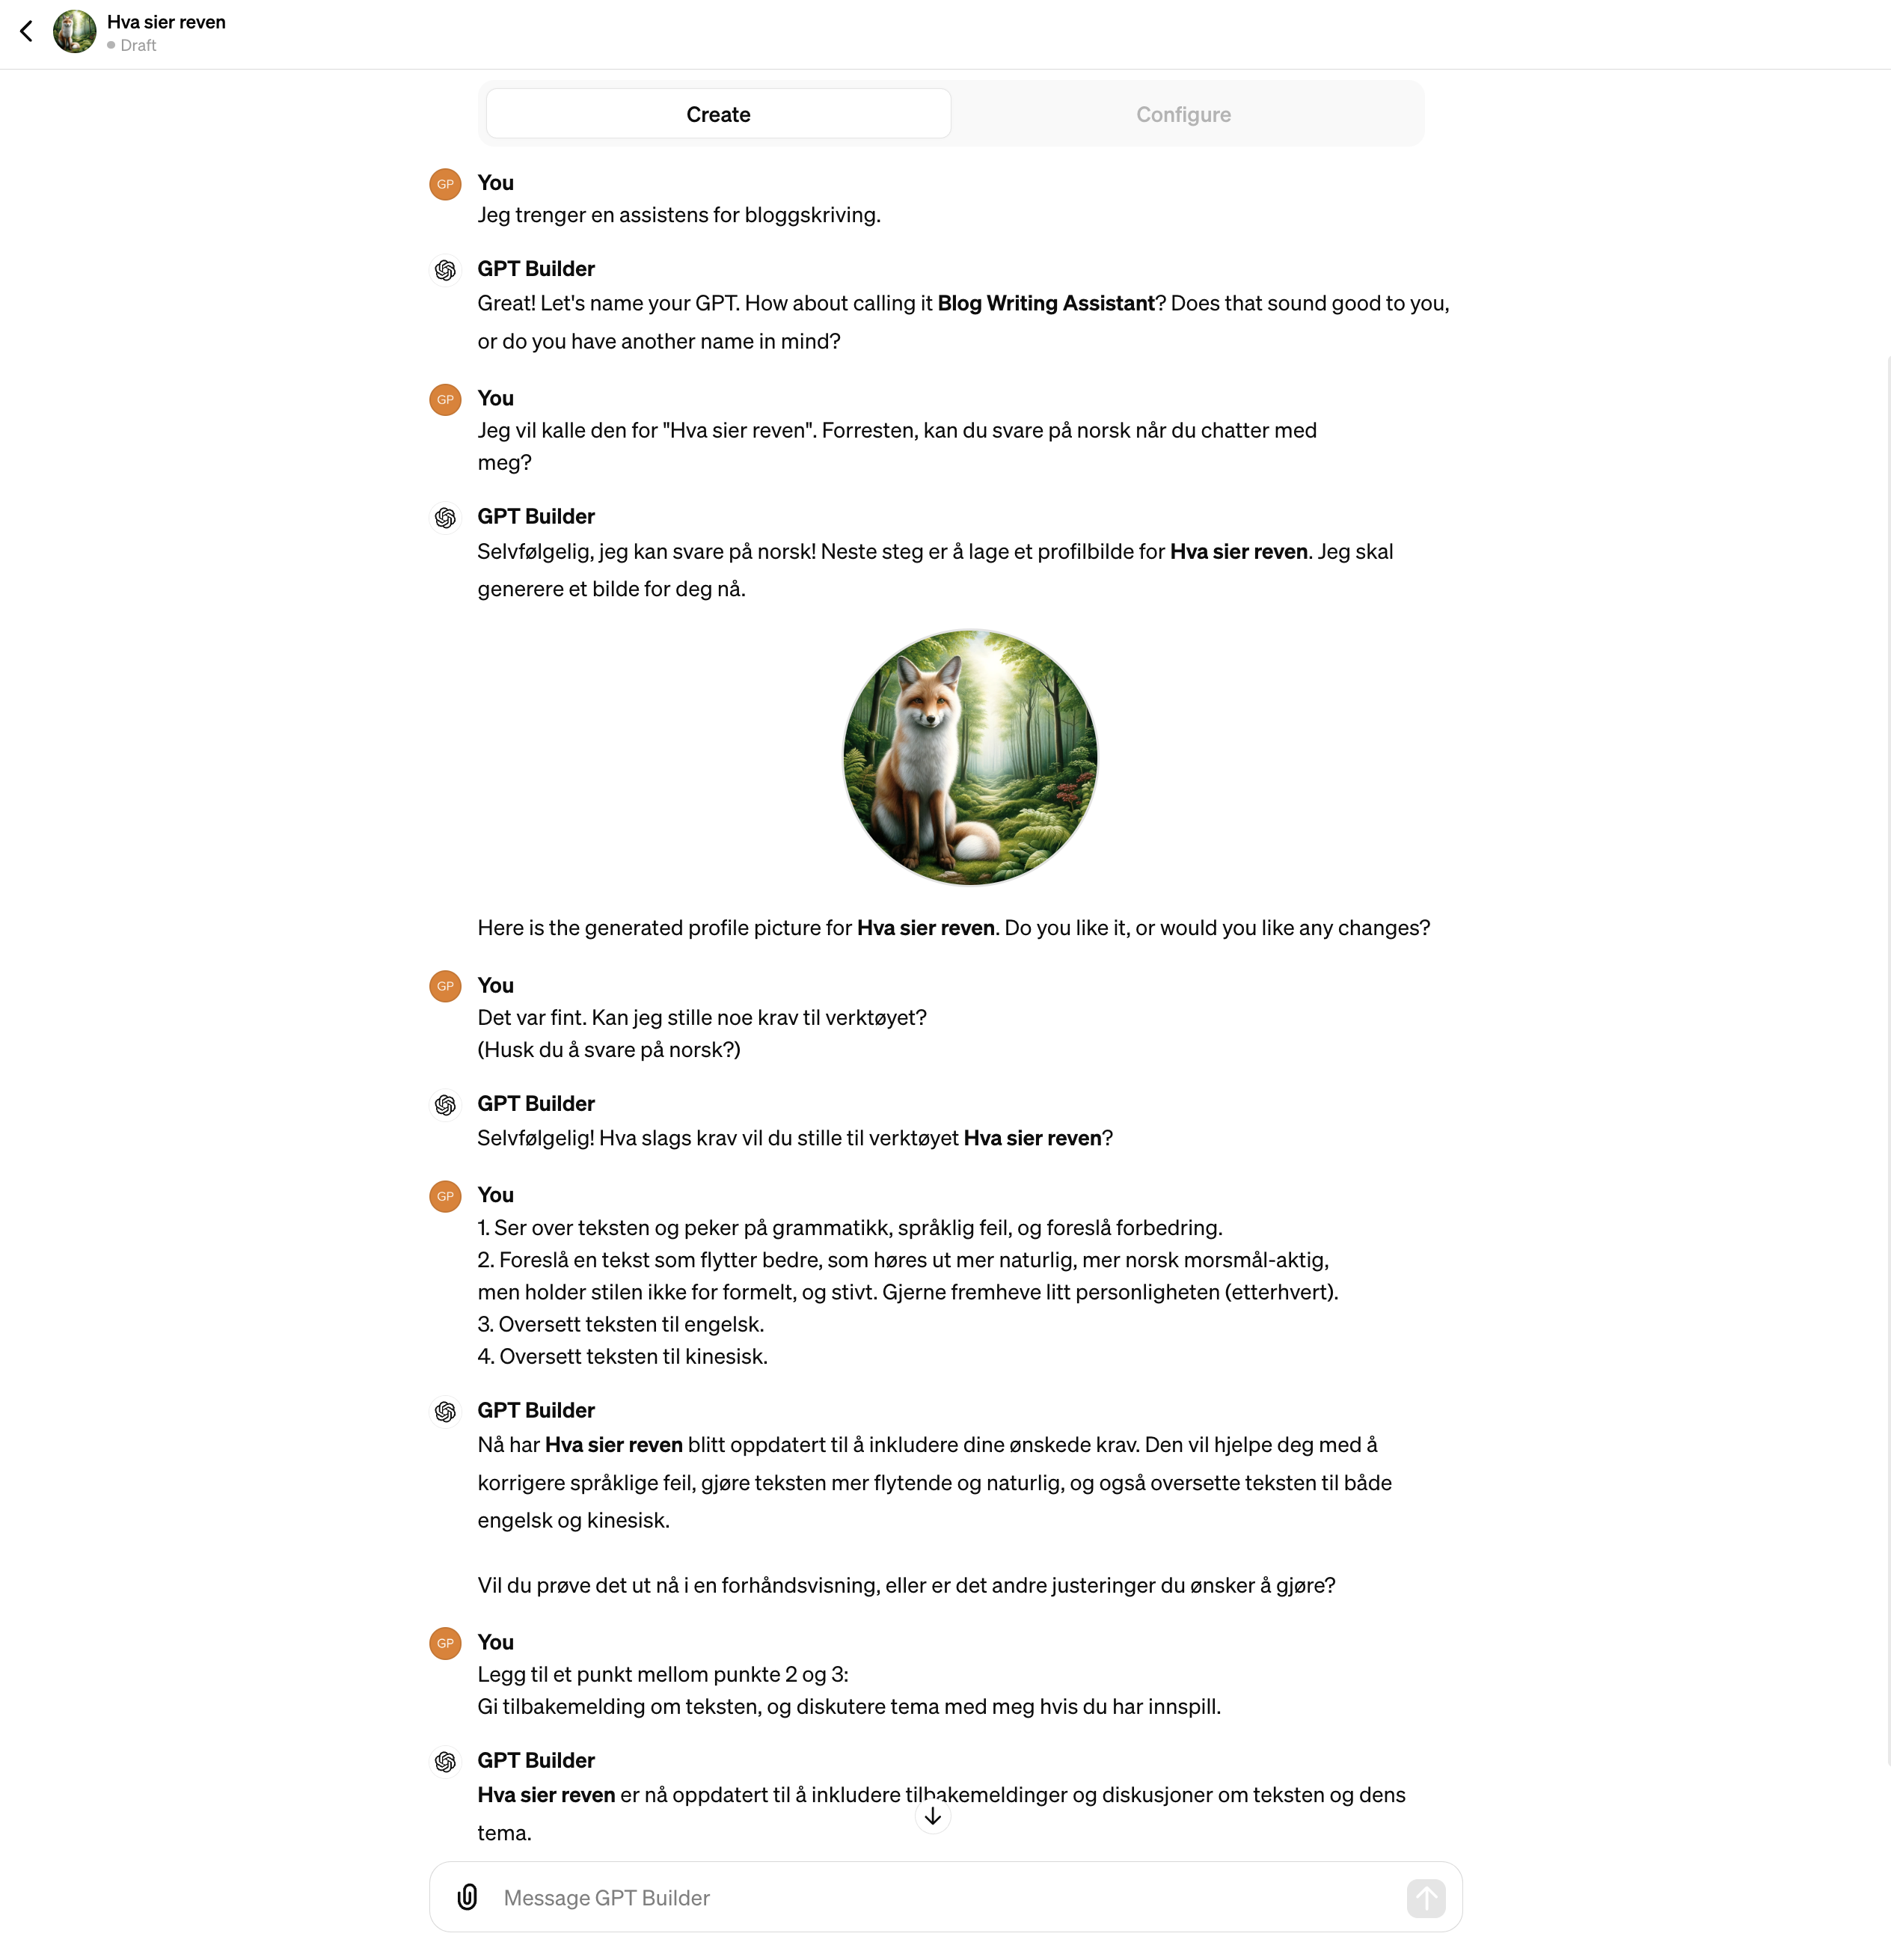 Hva sier reven
Draft
Create
Configure
GP
You
Jeg trenger en assistens for bloggskriving.
GPT Builder
Great! Let's name your GPT. How about calling it Blog Writing Assistant? Does that sound good to you,
or do you have another name in mind?
GP
You
Jeg vil kalle den for "Hva sier reven". Forresten, kan du svare på norsk når du chatter med
meg?
GPT Builder
Selvfølgelig, jeg kan svare på norsk! Neste steg er å lage et profilbilde for Hva sier reven. Jeg skal
generere et bilde for deg nå.
Here is the generated profile picture for Hva sier reven. Do you like it, or would you like any changes?
GP
You
Det var fint. Kan jeg stille noe krav til verktøyet?
(Husk du å svare på norsk?)
GPT Builder
Selvfølgelig! Hva slags krav vil du stille til verktøyet Hva sier reven?
GP
You
1. Ser over teksten og peker på grammatikk, språklig feil, og foreslå forbedring.
2. Foreslå en tekst som flytter bedre, som høres ut mer naturlig, mer norsk morsmål-aktig,
men holder stilen ikke for formelt, og stivt. Gjerne fremheve litt personligheten (etterhvert).
3. Oversett teksten til engelsk.
4. Oversett teksten til kinesisk.
GPT Builder
Nå har Hva sier reven blitt oppdatert til å inkludere dine ønskede krav. Den vil hjelpe deg med å
korrigere språklige feil, gjøre teksten mer flytende og naturlig, og også oversette teksten til både
engelsk og kinesisk.
Vil du prøve det ut nå i en forhåndsvisning, eller er det andre justeringer du ønsker å gjøre?
GP
You
Legg til et punkt mellom punkte 2 og 3:
Gi tilbakemelding om teksten, og diskutere tema med meg hvis du har innspill.
GPT Builder
Hva sier reven er nå oppdatert til å inkludere tilbakemeldinger og diskusjoner om teksten og dens
tema.
Message GPT Builder